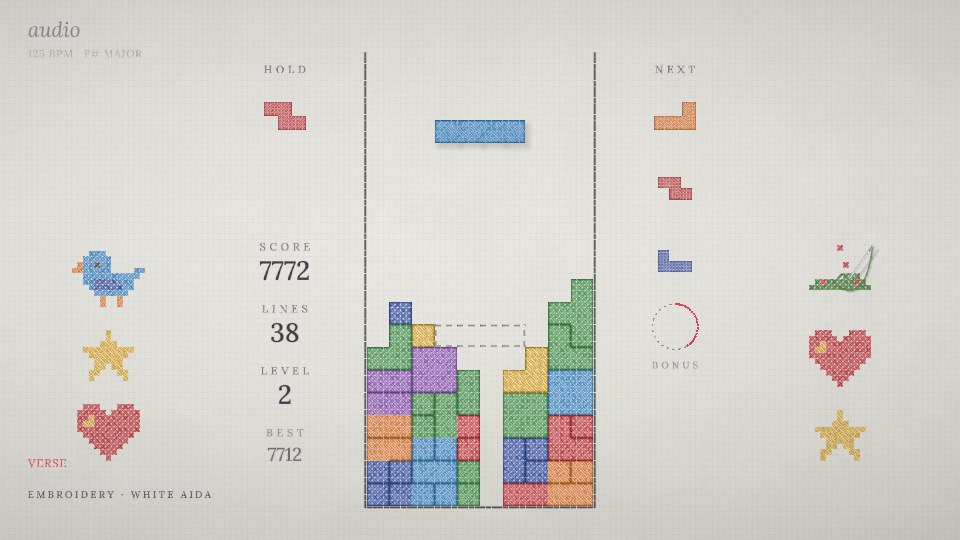 audio
125 BPM F# MAJOR
HOLD
NEXT
SCORE
7772
LINES
38
LEVEL
2
BEST
7712
BONUS
VERSE
EMBROIDERY · WHITE AIDA